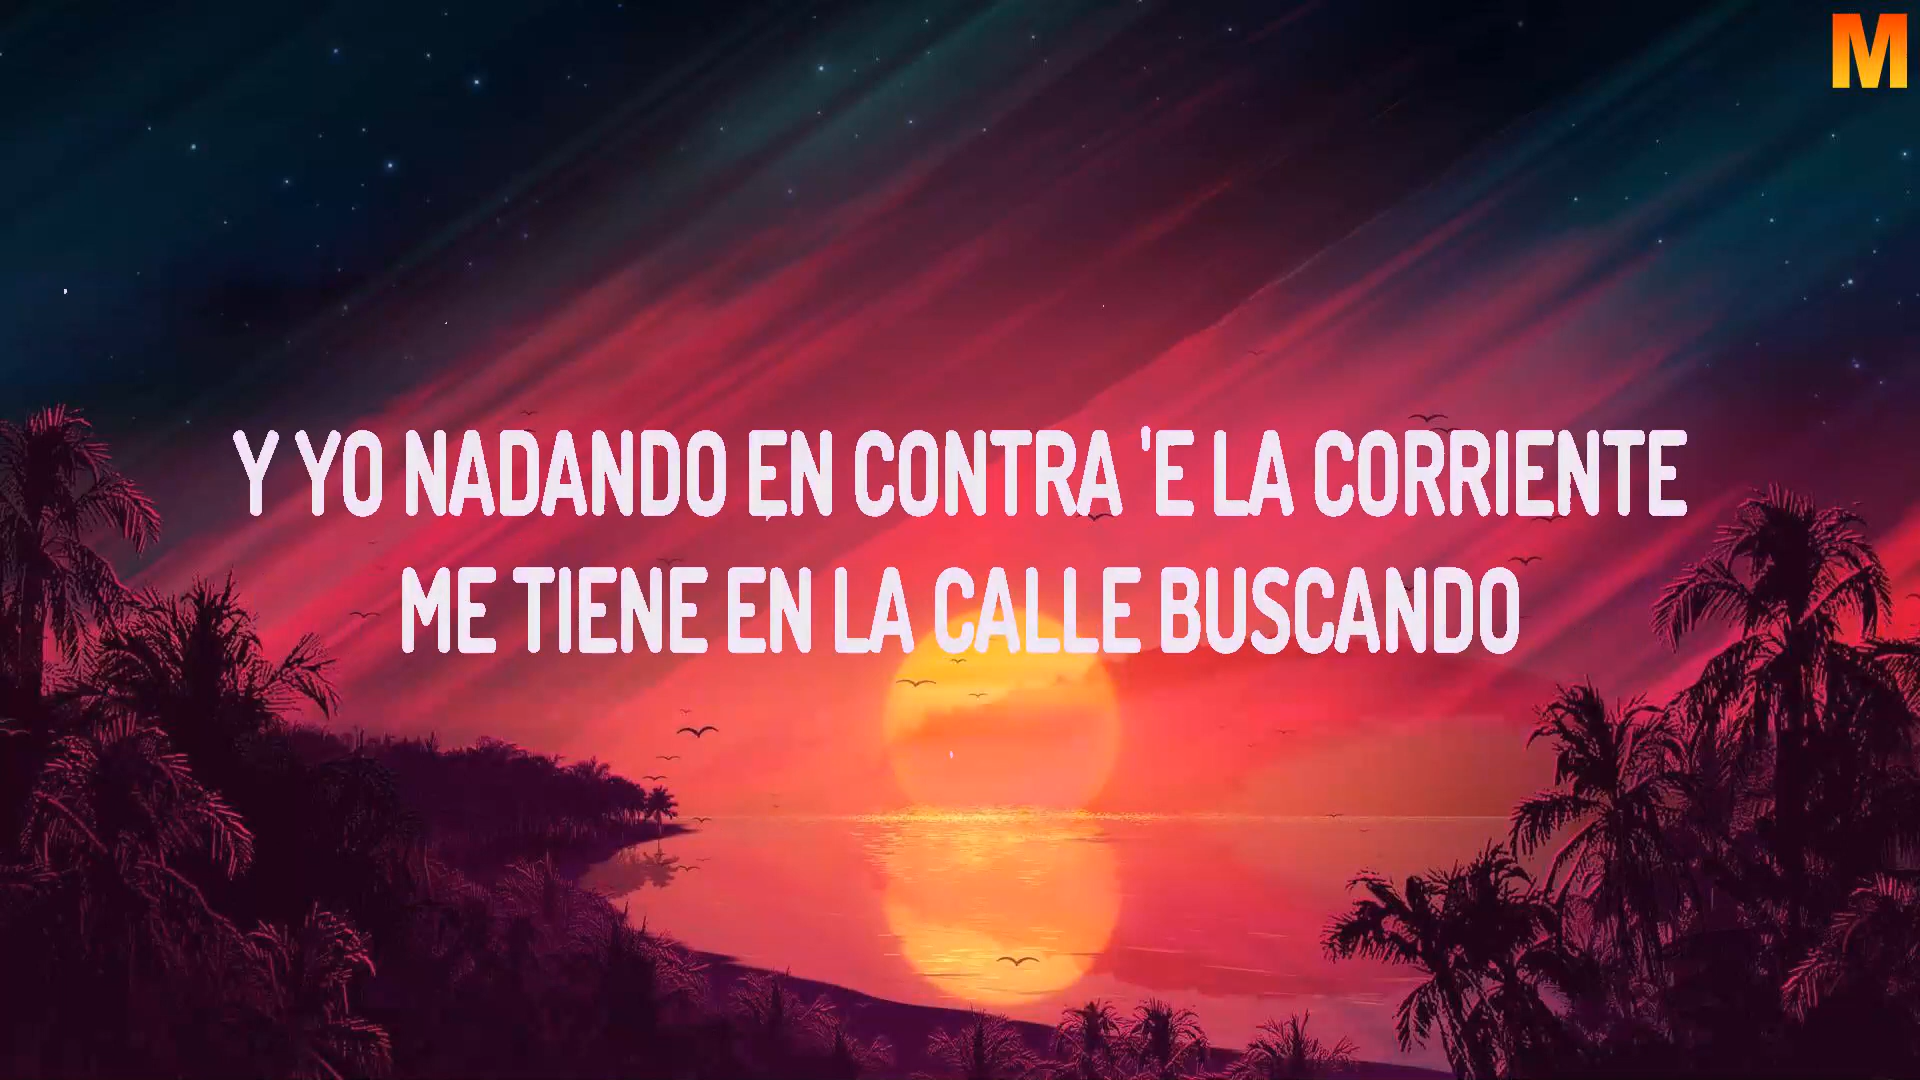 M
Y YO NADANDO EN CONTRA 'E LA CORRIENTE
ME TIENE EN LA CALLE BUSCANDO